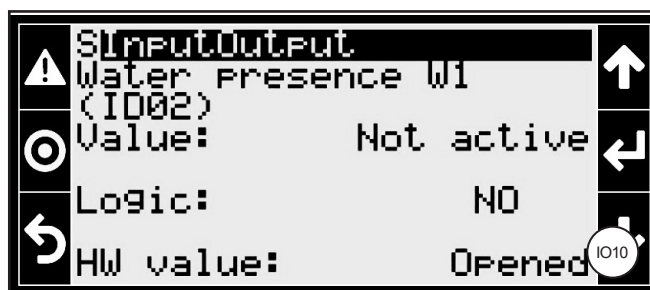 SInputOutput
Water presence W1
(ID02)
Value: Not active
Logic: NO
HW value: Opened
IO10